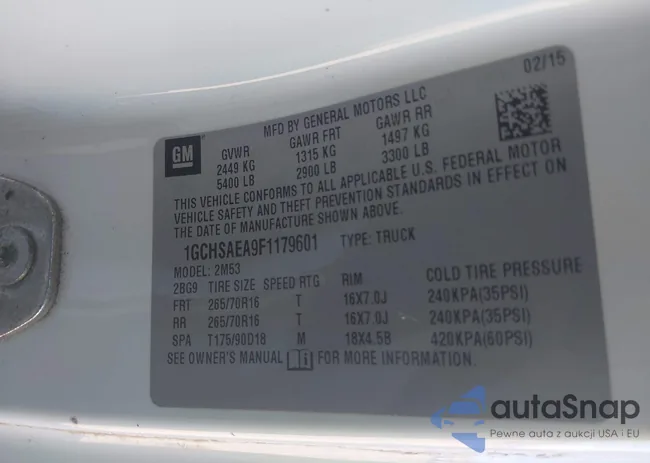 02/15
MFD BY GENERAL MOTORS LLC
GM
GVWR GAWR FRT GAWR RR
2449 KG 1315 KG 1497 KG
5400 LB 2900 LB 3300 LB
THIS VEHICLE CONFORMS TO ALL APPLICABLE U.S. FEDERAL MOTOR
VEHICLE SAFETY AND THEFT PREVENTION STANDARDS IN EFFECT ON
THE DATE OF MANUFACTURE SHOWN ABOVE.
1GCHSAEA9F1179601 TYPE: TRUCK
MODEL: 2M53
2BG9 TIRE SIZE SPEED RTG RIM COLD TIRE PRESSURE
FRT 265/70R16 T 16X7.0J 240KPA(35PSI)
RR 265/70R16 T 16X7.0J 240KPA(35PSI)
SPA T175/90D18 M 18X4.5B 420KPA(60PSI)
SEE OWNER'S MANUAL FOR MORE INFORMATION.
autaSnap
Pewne auta z aukcji USA i EU